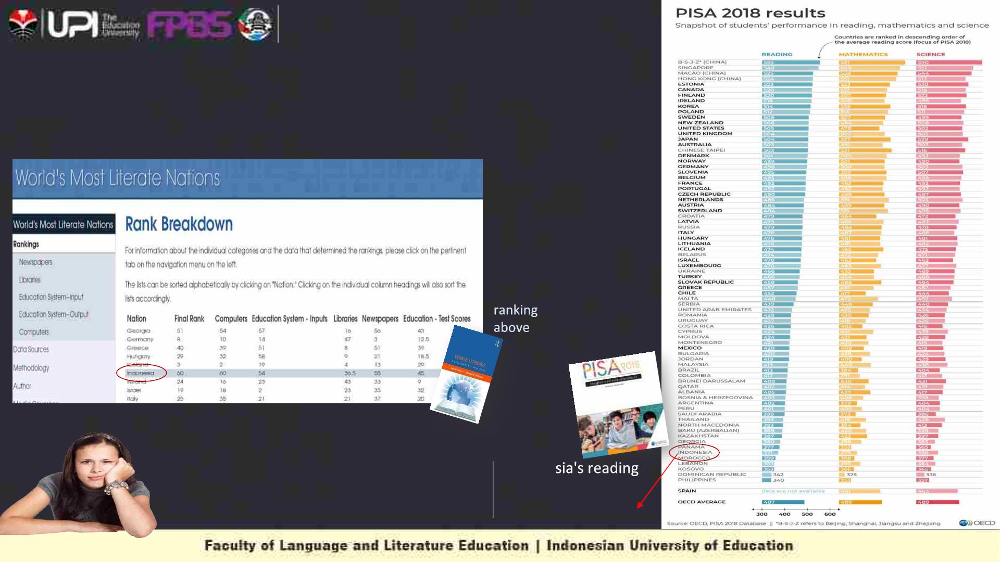 UPI
The
Education
University
FPBS
World's Most Literate Nations
World's Most Literate Nations
Rankings
Newspapers
Libraries
Education System--Input
Education System--Output
Computers
Data Sources
Methodology
Author
Rank Breakdown
For information about the individual categories and the data that determined the rankings, please click on the pertinent
tab on the navigation menu on the left.
The lists can be sorted alphabetically by clicking on "Nation." Clicking on the individual column headings will also sort the
lists accordingly.
Nation Final Rank Computers Education System - Inputs Libraries Newspapers Education - Test Scores
Georgia 51 54 57 16 56 43
Germany 8 10 14 47 3 12.5
Greece 40 39 51 8 51 39
Hungary 29 32 58 9 21 18.5
Iceland 3 2 19 4 13 29
Indonesia 60 60 54 36.5 55 45
Ireland 24 16 23 43 33 9
Israel 19 18 2 23 35 32
Italy 25 35 21 21 37 20
ranking
above
WORLD LITERACY
PISA 2018
sia's reading
PISA 2018 results
Snapshot of students' performance in reading, mathematics and science
Countries are ranked in descending order of
the average reading score (focus of PISA 2018)
READING MATHEMATICS SCIENCE
B-S-J-Z* (CHINA) 555 591 590
SINGAPORE 549 569 551
MACAO (CHINA) 525 558 544
HONG KONG (CHINA) 524 551 517
ESTONIA 523 523 530
CANADA 520 512 518
FINLAND 520 507 522
IRELAND 518 500 496
KOREA 514 526 519
POLAND 512 516 511
SWEDEN 506 502 499
NEW ZEALAND 506 494 508
UNITED STATES 505 478 502
UNITED KINGDOM 504 502 505
JAPAN 504 527 529
AUSTRALIA 503 491 503
CHINESE TAIPEI 503 531 516
DENMARK 501 509 493
NORWAY 499 501 490
GERMANY 498 500 503
SLOVENIA 495 509 507
BELGIUM 493 508 499
FRANCE 493 495 493
PORTUGAL 492 492 492
CZECH REPUBLIC 490 499 497
NETHERLANDS 485 519 503
AUSTRIA 484 499 490
SWITZERLAND 484 515 495
CROATIA 479 464 472
LATVIA 479 496 487
RUSSIA 479 488 478
ITALY 476 487 468
HUNGARY 476 481 481
LITHUANIA 476 481 482
ICELAND 474 495 475
BELARUS 474 472 471
ISRAEL 470 463 462
LUXEMBOURG 470 483 477
UKRAINE 466 453 469
TURKEY 466 454 468
SLOVAK REPUBLIC 458 486 464
GREECE 457 451 452
CHILE 452 417 444
MALTA 448 472 457
SERBIA 439 448 440
UNITED ARAB EMIRATES 432 435 434
ROMANIA 428 430 426
URUGUAY 427 418 426
COSTA RICA 426 402 416
CYPRUS 424 451 439
MOLDOVA 424 421 428
MONTENEGRO 421 430 415
MEXICO 420 409 419
BULGARIA 420 436 424
JORDAN 419 400 429
MALAYSIA 415 440 438
BRAZIL 413 384 404
COLOMBIA 412 391 413
BRUNEI DARUSSALAM 408 430 431
QATAR 407 414 419
ALBANIA 405 437 417
BOSNIA & HERZEGOVINA 403 406 398
ARGENTINA 402 379 404
PERU 401 400 404
SAUDI ARABIA 399 373 386
THAILAND 393 419 426
NORTH MACEDONIA 393 394 413
BAKU (AZERBAIJAN) 389 420 398
KAZAKHSTAN 387 423 397
GEORGIA 380 398 383
PANAMA 377 353 365
INDONESIA 371 379 396
MOROCCO 359 368 377
LEBANON 353 393 384
KOSOVO 353 366 365
DOMINICAN REPUBLIC 342 325 336
PHILIPPINES 340 353 357
SPAIN data are not available 481 483
OECD AVERAGE 487 489 489
300 400 500 600
Source: OECD, PISA 2018 Database || *B-S-J-Z refers to Beijing, Shanghai, Jiangsu and Zhejiang
OECD
Faculty of Language and Literature Education | Indonesian University of Education